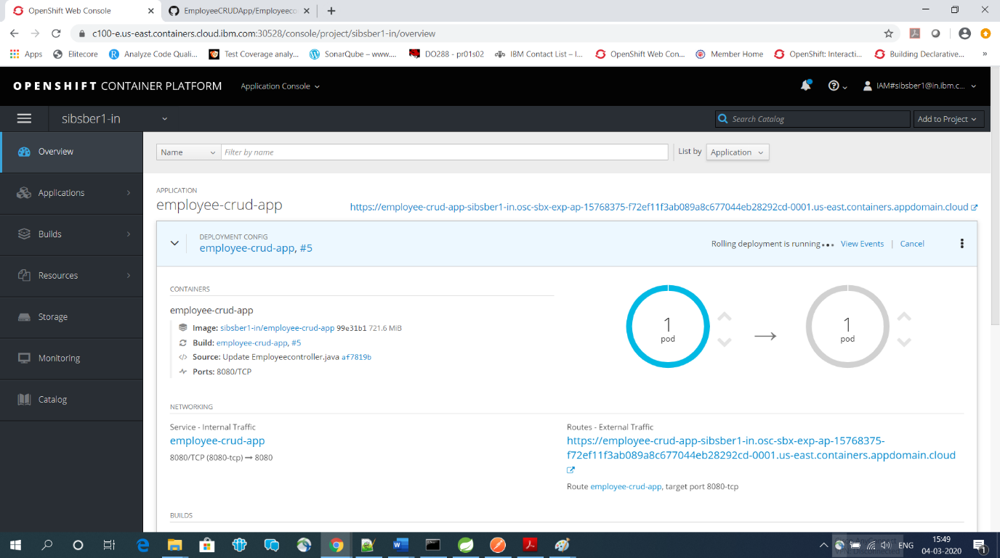 OpenShift Web Console
EmployeeCRUDApp/Employeeco
c100-e.us-east.containers.cloud.ibm.com:30528/console/project/sibsber1-in/overview
Apps Elitecore Analyze Code Quali... Test Coverage analy... SonarQube – www.... DO288 - pr01s02 IBM Contact List – I... OpenShift Web Con... Member Home OpenShift: Interacti... Building Declarative... »
OPENSHIFT CONTAINER PLATFORM Application Console IAM#sibsber1@in.ibm.c...
sibsber1-in Search Catalog Add to Project
Overview
Applications
Builds
Resources
Storage
Monitoring
Catalog
Name Filter by name List by Application
APPLICATION
employee-crud-app https://employee-crud-app-sibsber1-in.osc-sbx-exp-ap-15768375-f72ef11f3ab089a8c677044eb28292cd-0001.us-east.containers.appdomain.cloud
DEPLOYMENT CONFIG
employee-crud-app, #5 Rolling deployment is running... View Events | Cancel
CONTAINERS
employee-crud-app
Image: sibsber1-in/employee-crud-app 99e31b1 721.6 MiB
Build: employee-crud-app, #5
Source: Update Employeecontroller.java af7819b
Ports: 8080/TCP
1
pod
1
pod
NETWORKING
Service - Internal Traffic
employee-crud-app
8080/TCP (8080-tcp) → 8080
Routes - External Traffic
https://employee-crud-app-sibsber1-in.osc-sbx-exp-ap-15768375-
f72ef11f3ab089a8c677044eb28292cd-0001.us-east.containers.appdomain.cloud
Route employee-crud-app, target port 8080-tcp
BUILDS
ENG
15:49
04-03-2020
1